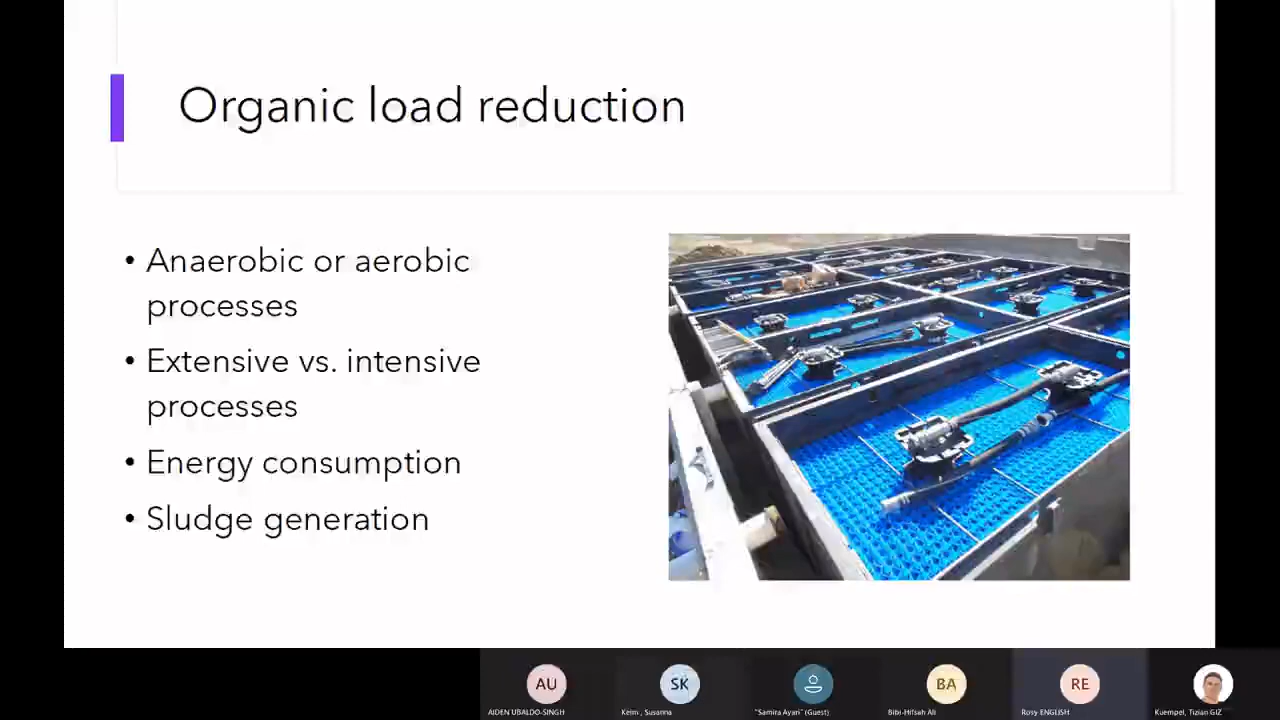 Organic load reduction
• Anaerobic or aerobic
processes
• Extensive vs. intensive
processes
• Energy consumption
• Sludge generation
AU
SK
BA
RE
AIDEN UBALDO-SINGH
Susanna
"Samira Ayari" (Guest)
Bibi-Hifsah Ali
Rosy ENGLISH
Kuempel, Tizian GIZ